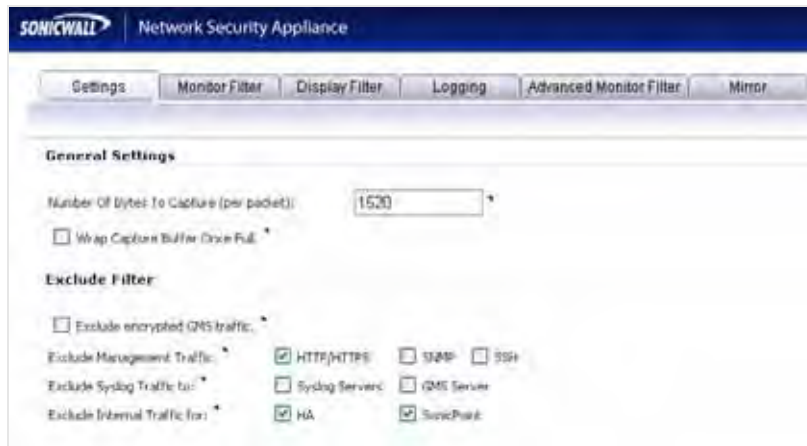 SONICWALL Network Security Appliance
Settings Monitor Filter Display Filter Logging Advanced Monitor Filter Mirror
General Settings
Number Of Bytes To Capture (per packet): 1520 *
Wrap Capture Buffer Once Full *
Exclude Filter
Exclude encrypted GMS traffic. *
Exclude Management Traffic: * HTTP/HTTPS SNMP SSH
Exclude Syslog Traffic to: * Syslog Servers GMS Server
Exclude Internal Traffic for: * HA SonicPoint